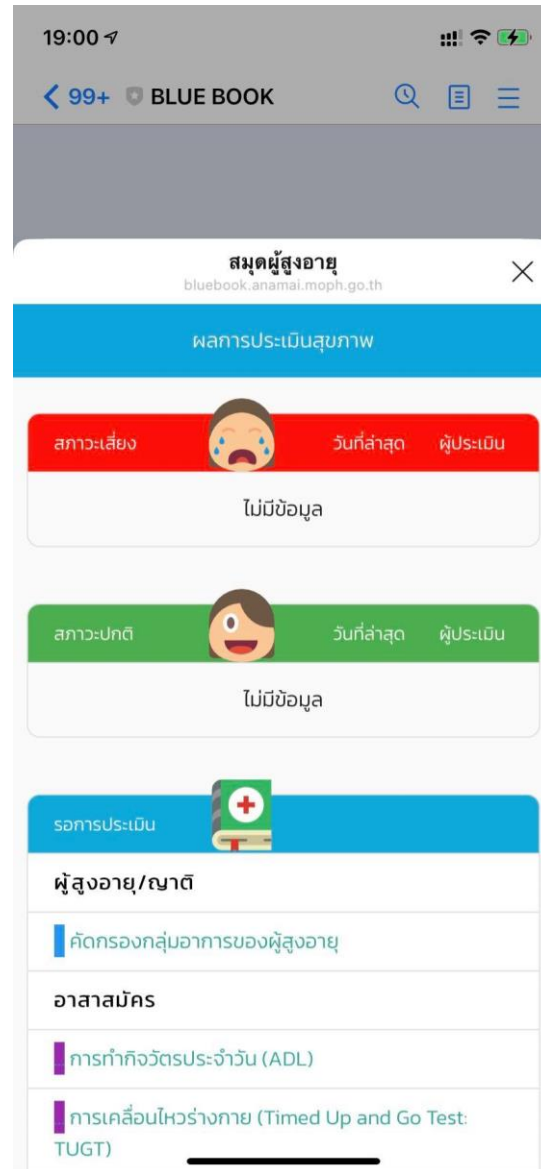 19:00
99+ BLUE BOOK
สมุดผู้สูงอายุ
bluebook.anamai.moph.go.th
ผลการประเมินสุขภาพ
สภาวะเสี่ยง วันที่ล่าสุด ผู้ประเมิน
ไม่มีข้อมูล
สภาวะปกติ วันที่ล่าสุด ผู้ประเมิน
ไม่มีข้อมูล
รอการประเมิน
ผู้สูงอายุ/ญาติ
คัดกรองกลุ่มอาการของผู้สูงอายุ
อาสาสมัคร
การทำกิจวัตรประจำวัน (ADL)
การเคลื่อนไหวร่างกาย (Timed Up and Go Test:
TUGT)